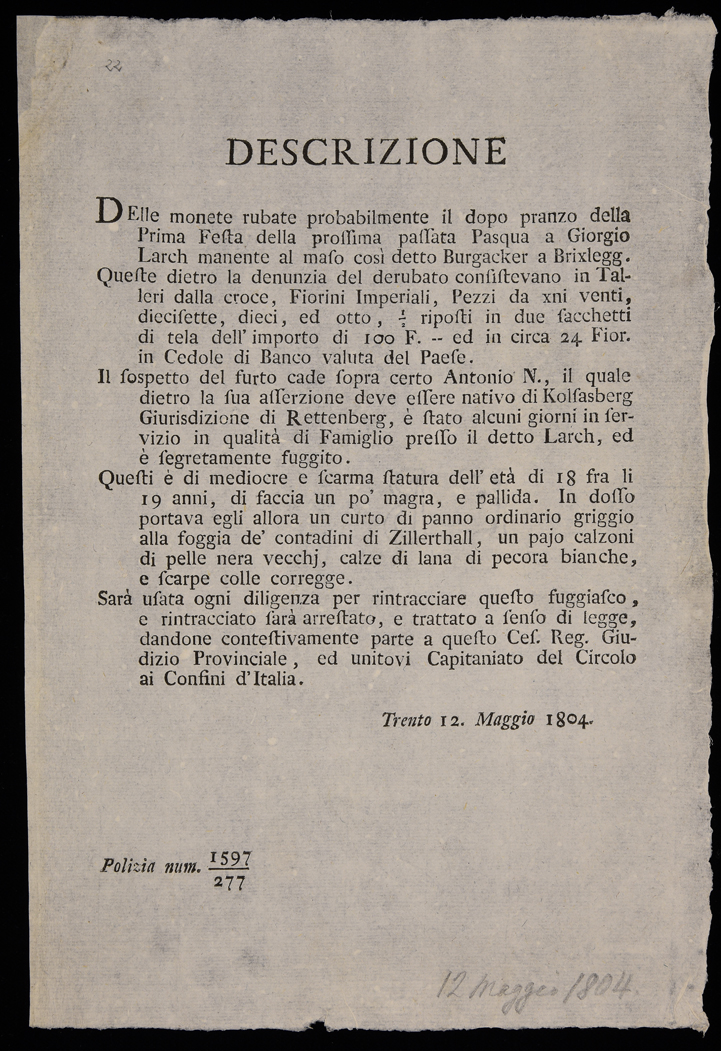 22
DESCRIZIONE
DElle monete rubate probabilmente il dopo pranzo della
Prima Feſta della proſſima paſſata Paſqua a Giorgio
Larch manente al maſo così detto Burgacker a Brixlegg.
Queſte dietro la denunzia del derubato conſiſtevano in Tal-
leri dalla croce, Fiorini Imperiali, Pezzi da xni venti,
dieciſette, dieci, ed otto, ½ ripoſti in due ſacchetti
di tela dell' importo di 100 F. -- ed in circa 24 Fior.
in Cedole di Banco valuta del Paeſe.
Il ſoſpetto del furto cade ſopra certo Antonio N., il quale
dietro la ſua aſſerzione deve eſſere nativo di Kolſasberg
Giurisdizione di Rettenberg, è ſtato alcuni giorni in ſer-
vizio in qualità di Famiglio preſſo il detto Larch, ed
è ſegretamente fuggito.
Queſti è di mediocre e ſcarma ſtatura dell' età di 18 fra li
19 anni, di faccia un po' magra, e pallida. In doſſo
portava egli allora un curto di panno ordinario griggio
alla foggia de' contadini di Zillerthall, un pajo calzoni
di pelle nera vecchj, calze di lana di pecora bianche,
e ſcarpe colle corregge.
Sarà uſata ogni diligenza per rintracciare queſto fuggiaſco,
e rintracciato ſarà arreſtato, e trattato a ſenſo di legge,
dandone conteſtivamente parte a queſto Ceſ. Reg. Giu-
dizio Provinciale, ed unitovi Capitaniato del Circolo
ai Confini d'Italia.
Trento 12. Maggio 1804.
Polizia num. 1597
277
12 Maggio 1804.